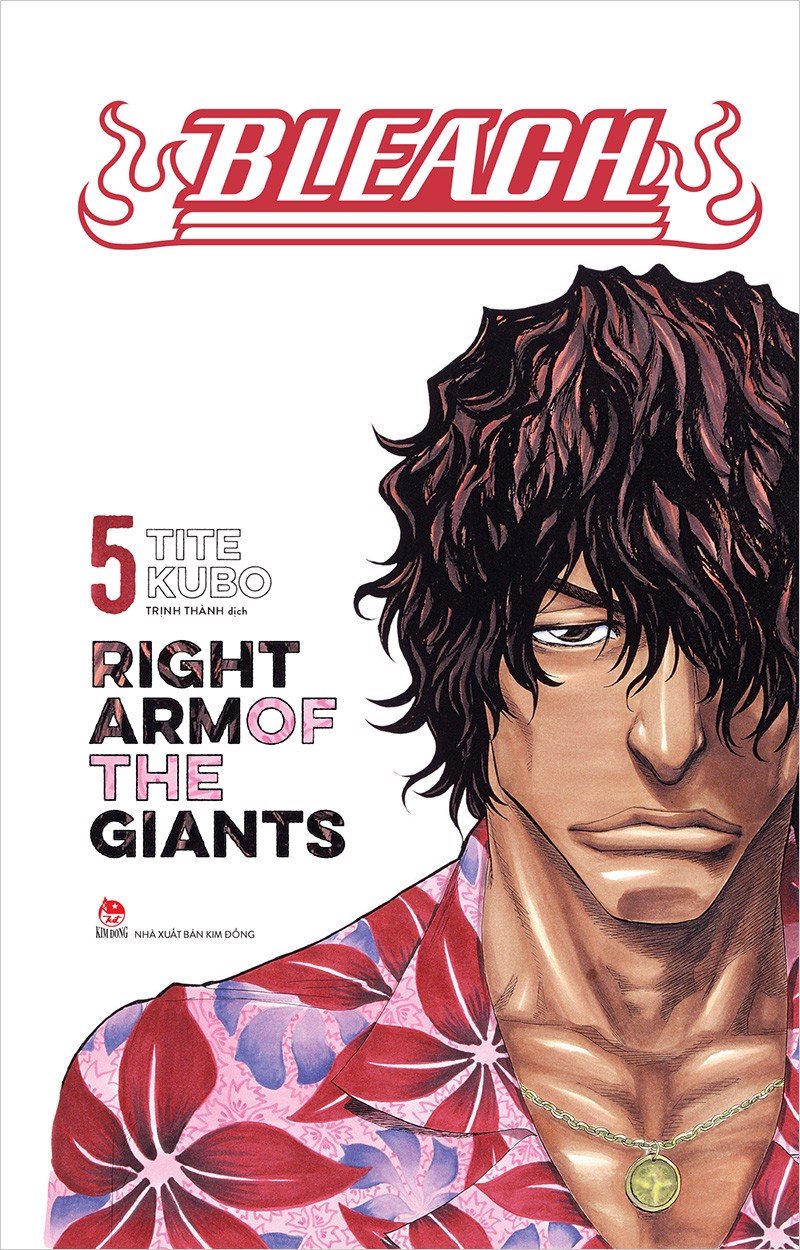 BLEACH
5
TITE
KUBO
TRỊNH THÀNH dịch
RIGHT
ARM OF
THE
GIANTS
KIM ĐỒNG
NHÀ XUẤT BẢN KIM ĐỒNG